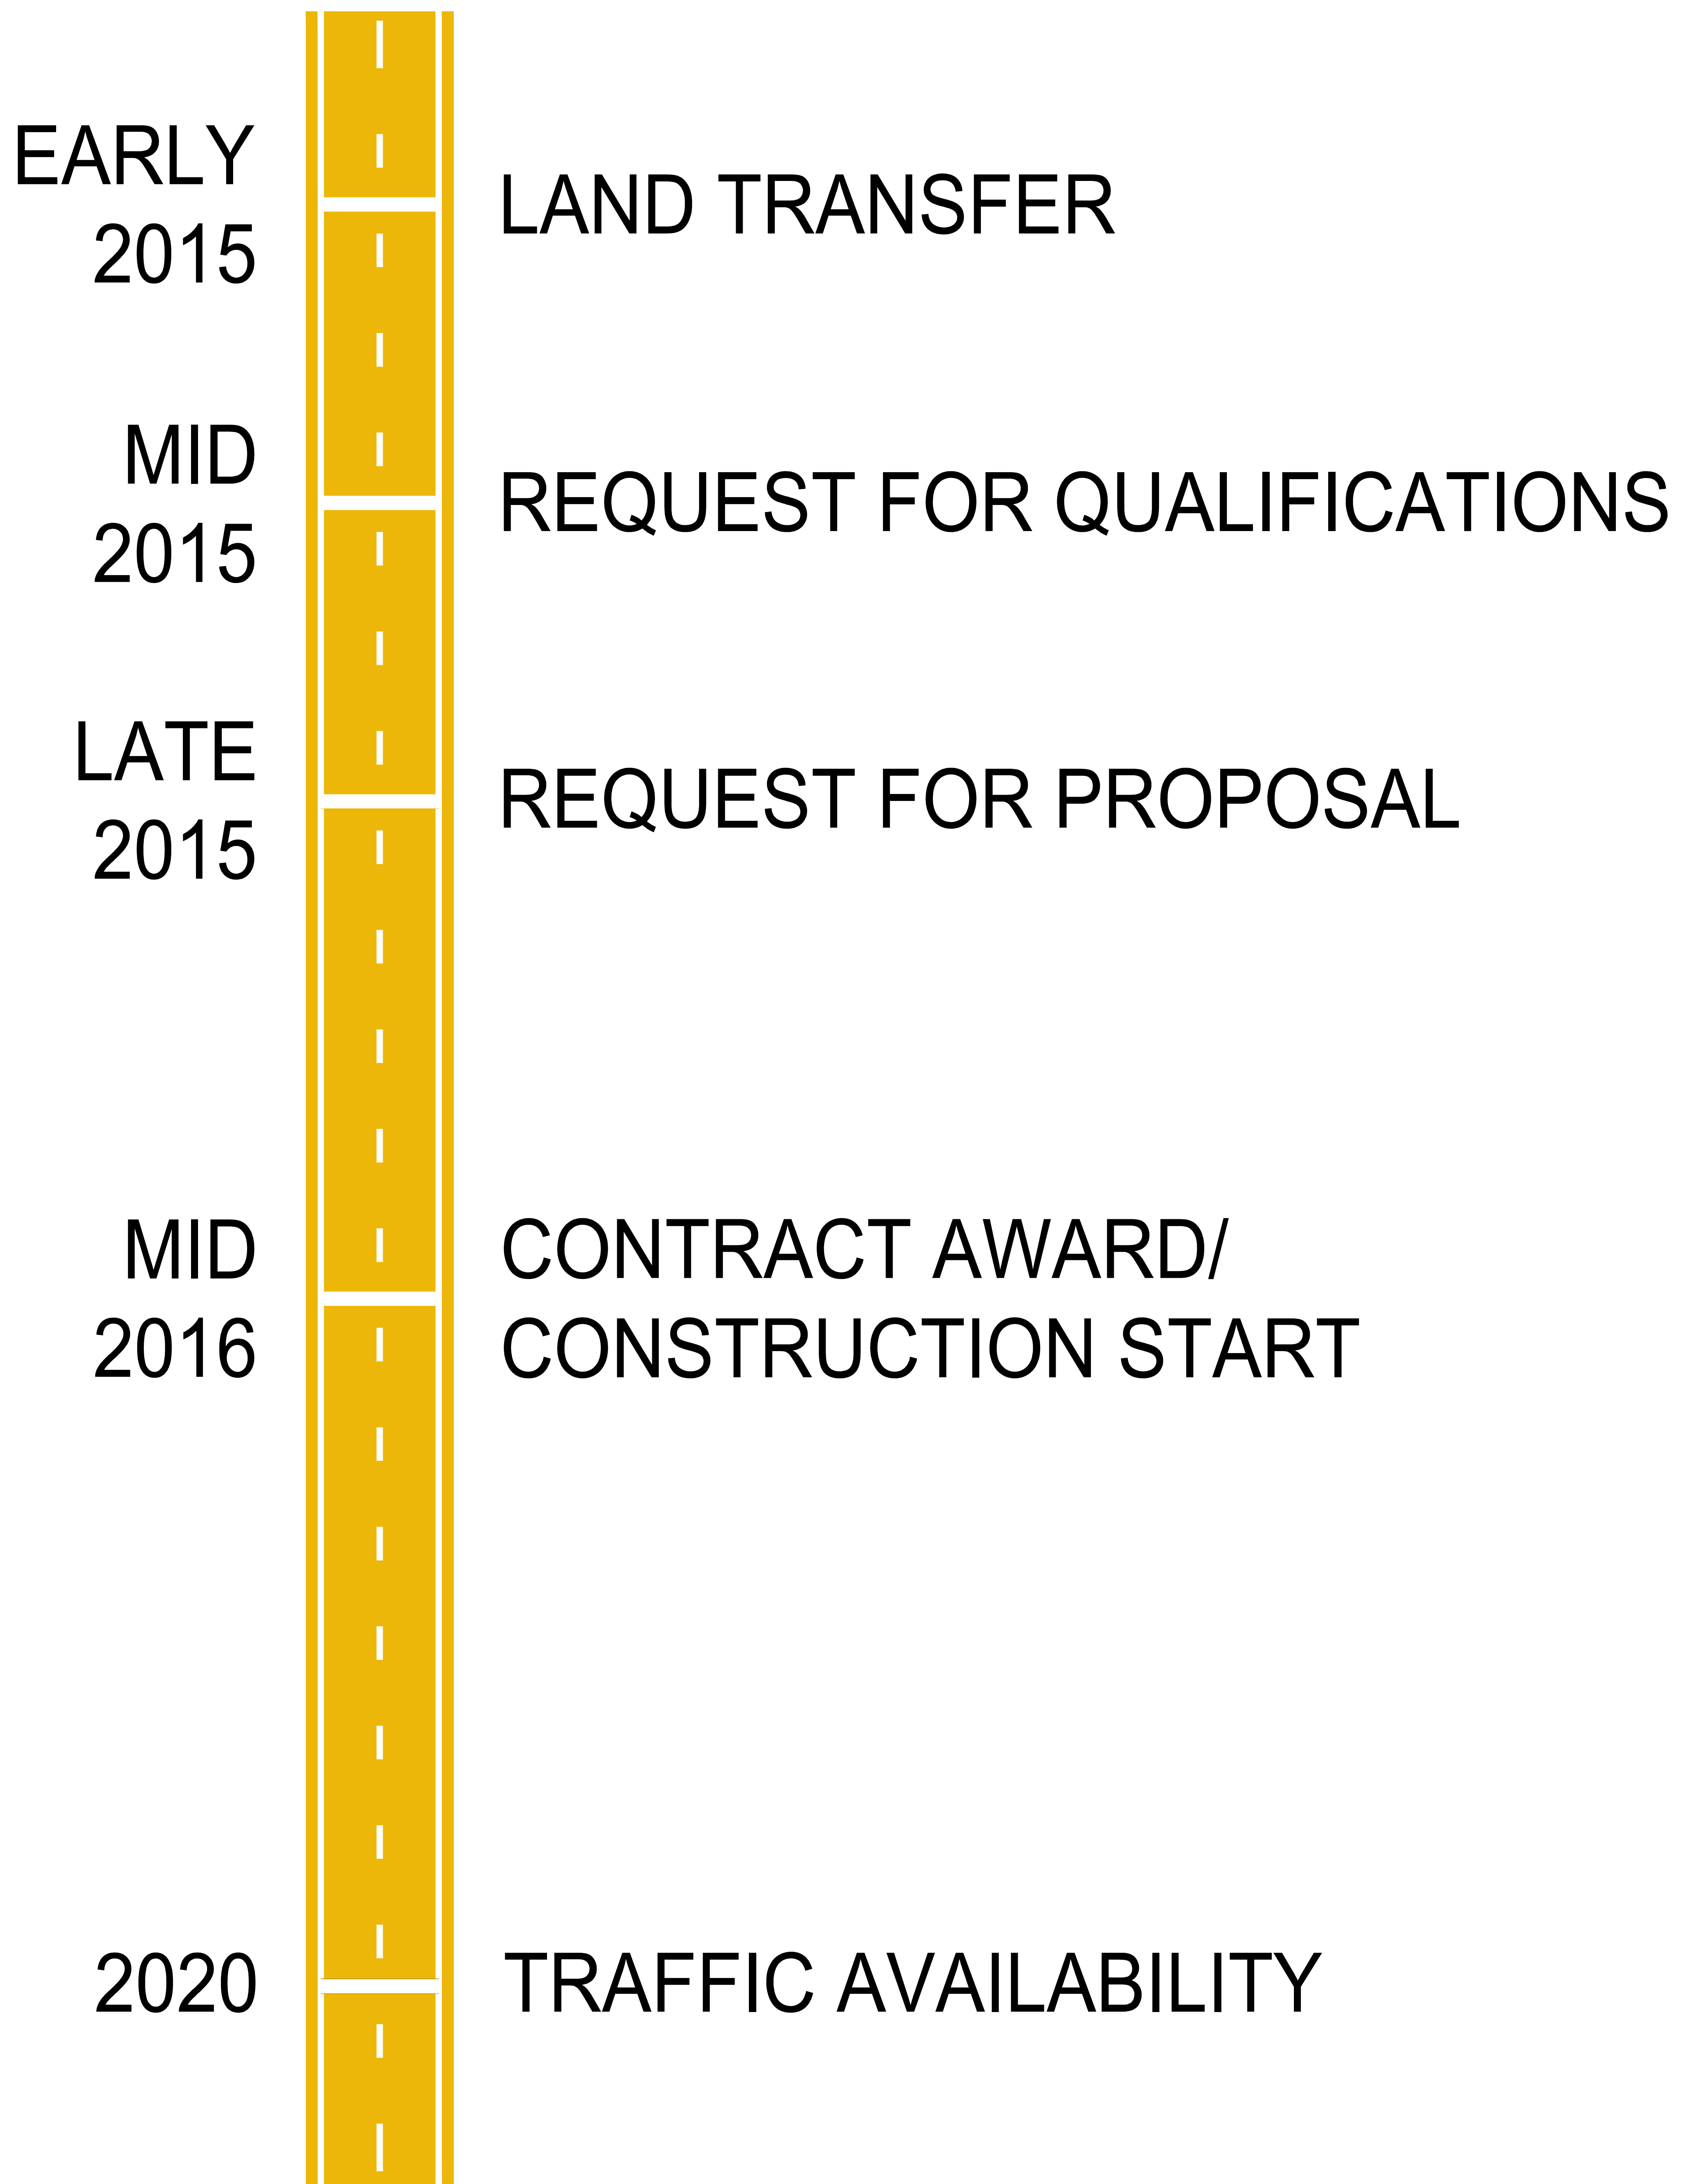 EARLY
2015
LAND TRANSFER
MID
2015
REQUEST FOR QUALIFICATIONS
LATE
2015
REQUEST FOR PROPOSAL
MID
2016
CONTRACT AWARD/
CONSTRUCTION START
2020
TRAFFIC AVAILABILITY